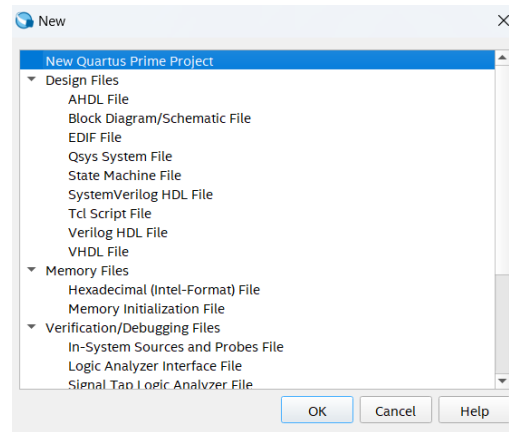 New
New Quartus Prime Project
Design Files
AHDL File
Block Diagram/Schematic File
EDIF File
Qsys System File
State Machine File
SystemVerilog HDL File
Tcl Script File
Verilog HDL File
VHDL File
Memory Files
Hexadecimal (Intel-Format) File
Memory Initialization File
Verification/Debugging Files
In-System Sources and Probes File
Logic Analyzer Interface File
Signal Tap Logic Analyzer File
OK Cancel Help